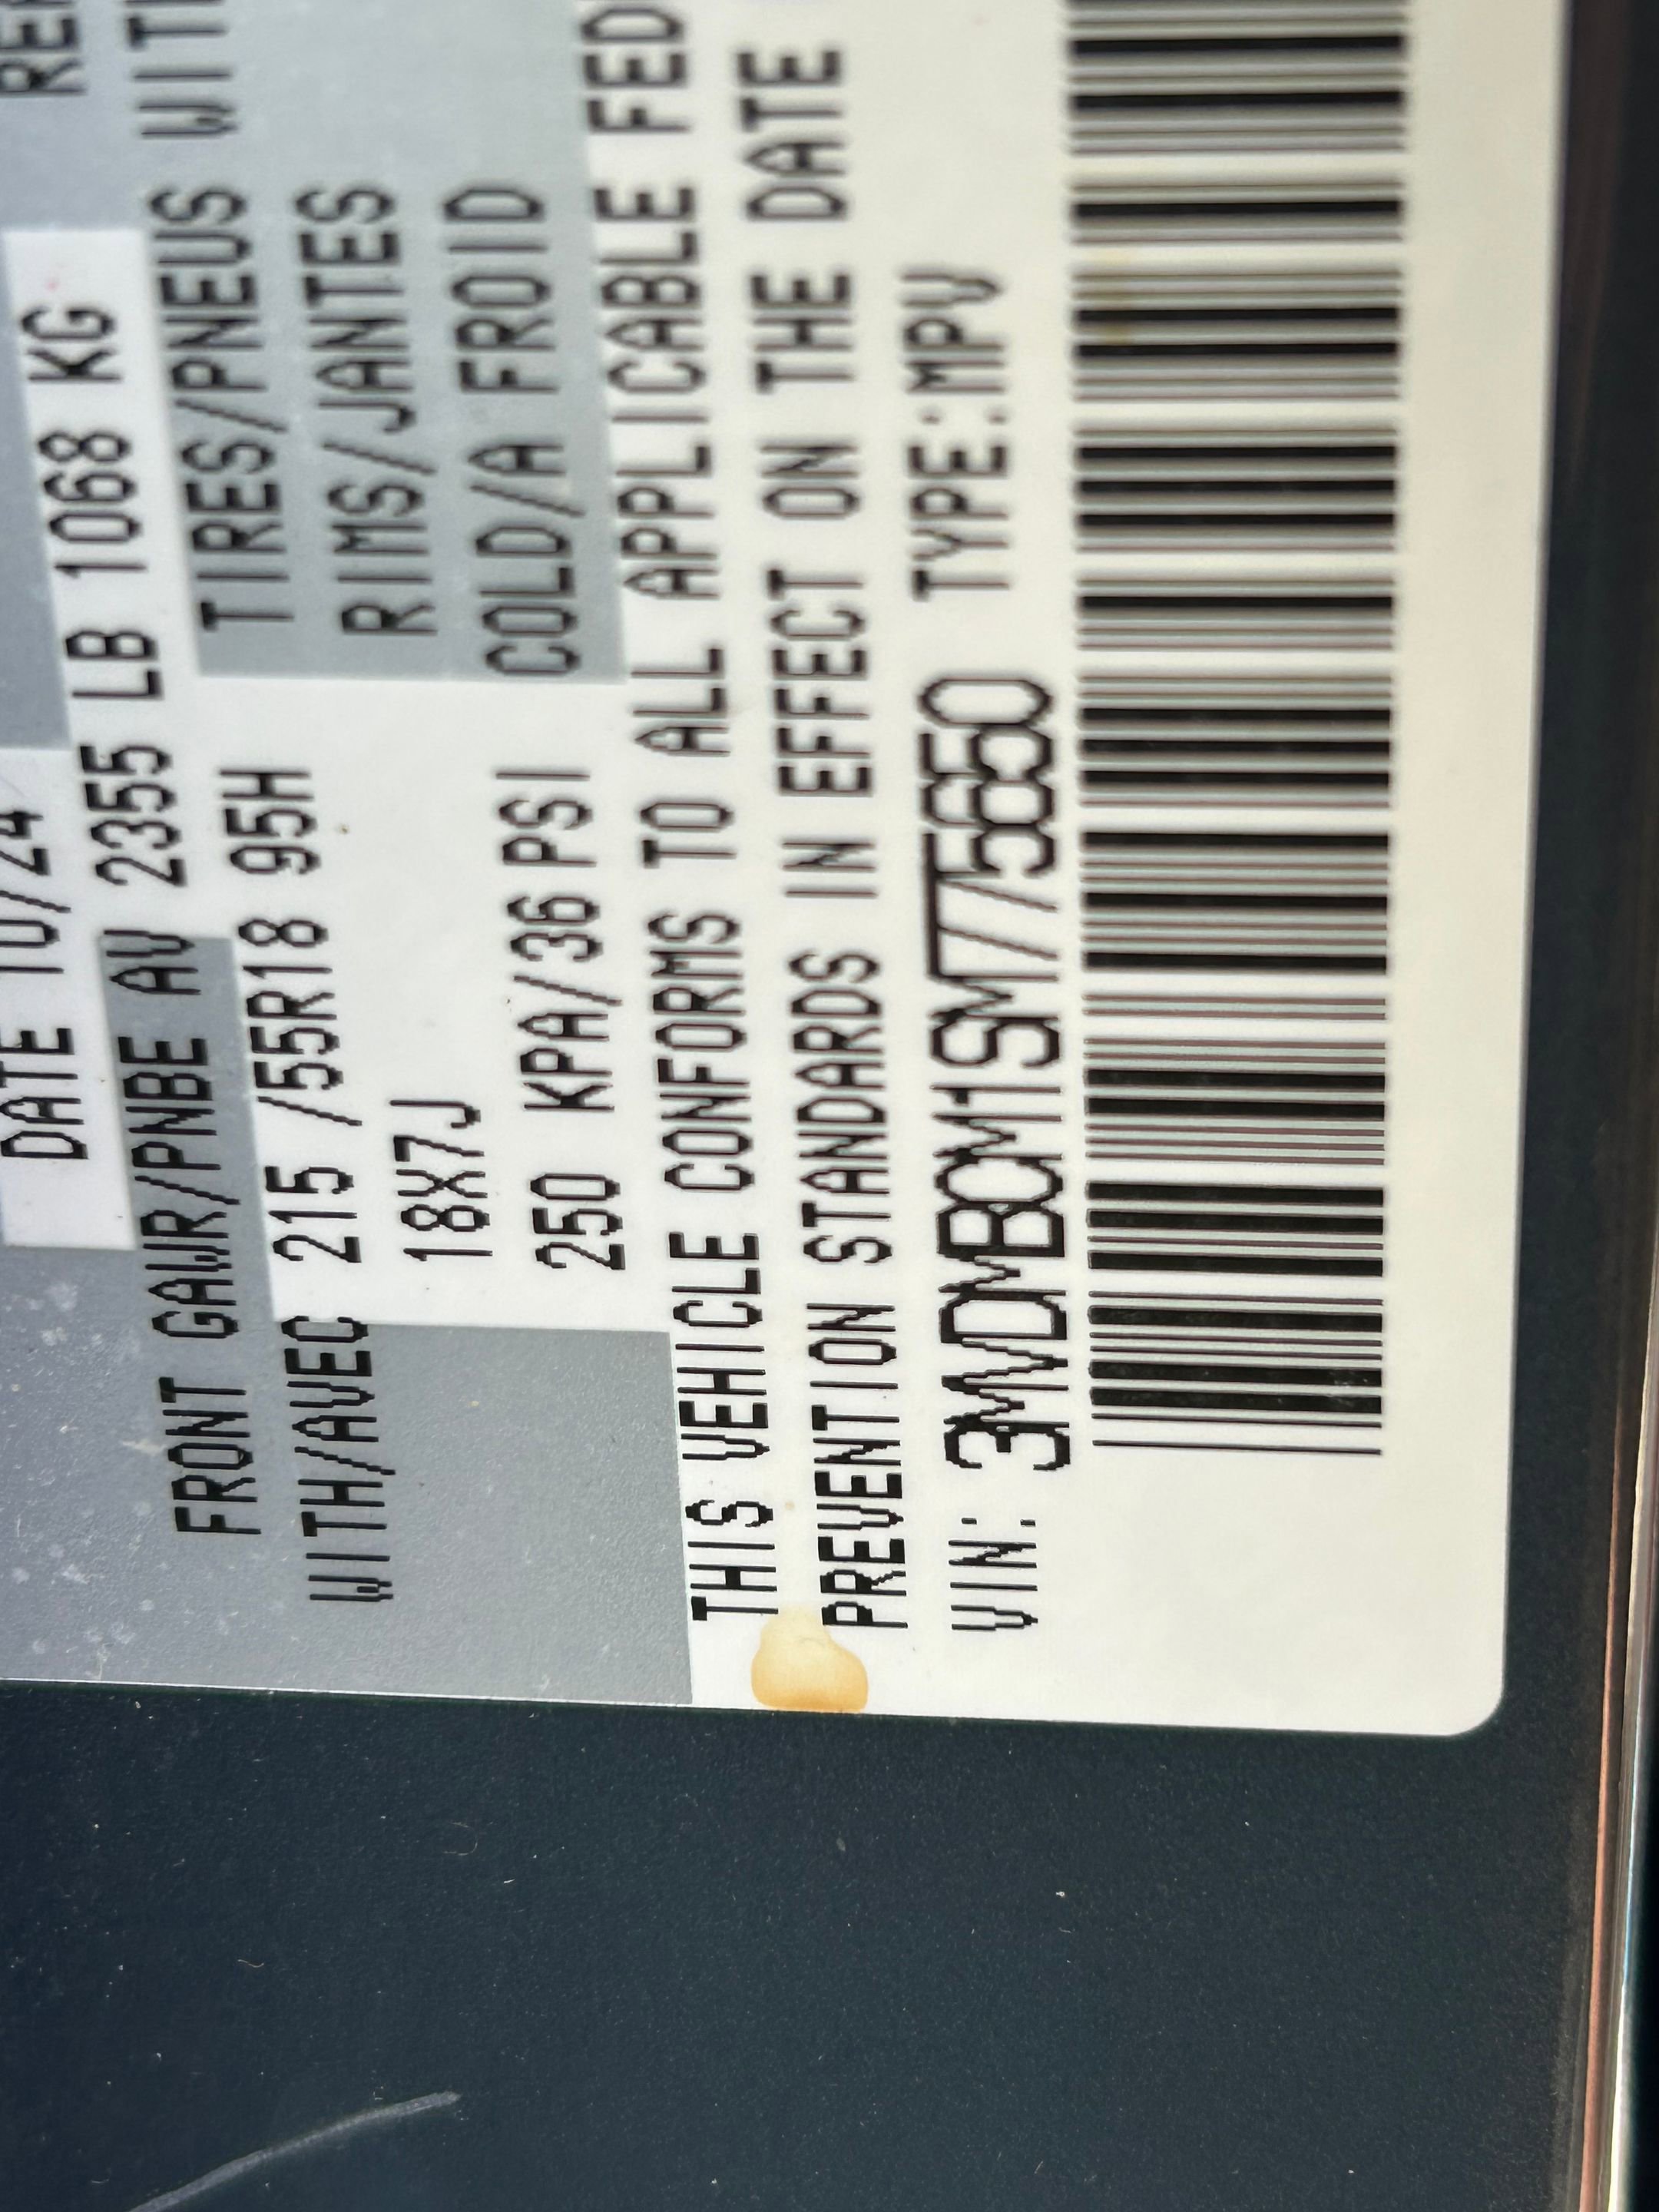 DATE 10/24
FRONT GAWR/PNBE AV 2355 LB 1068 KG
WITH/AVEC 215 /55R18 95H TIRES/PNEUS WIT
18X7J RIMS/JANTES
250 KPA/36 PSI COLD/A FROID
THIS VEHICLE CONFORMS TO ALL APPLICABLE FED
PREVENTION STANDARDS IN EFFECT ON THE DATE
VIN: 3MVDMBCM1SM775650 TYPE:MPV